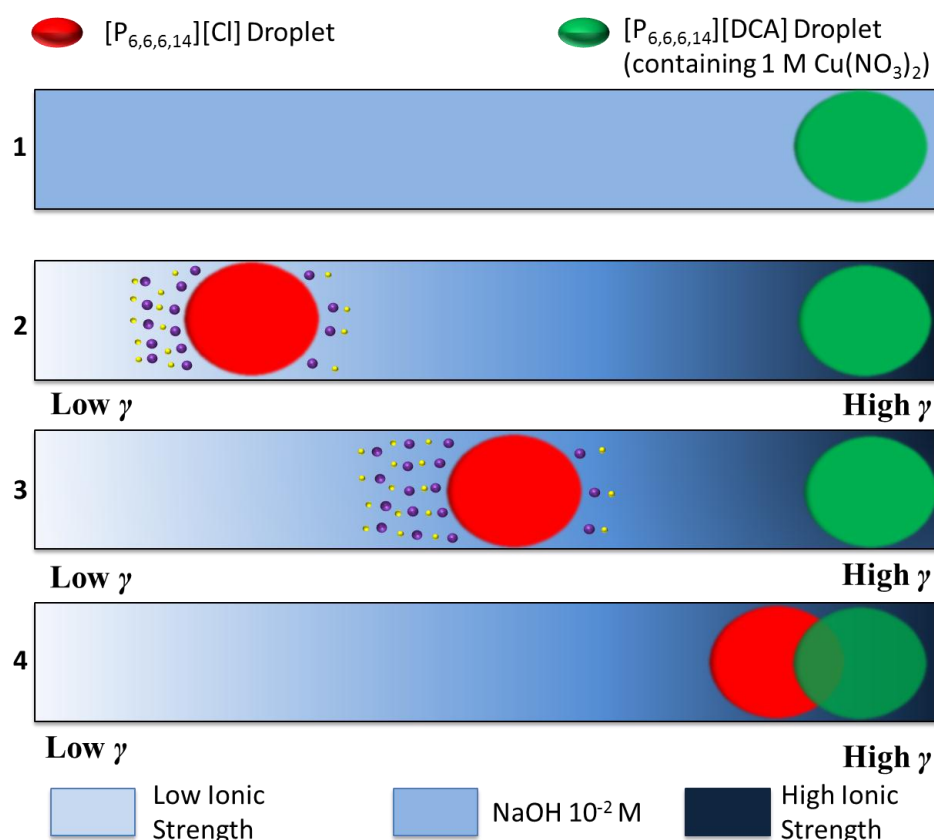 [P6,6,6,14][Cl] Droplet
[P6,6,6,14][DCA] Droplet
(containing 1 M Cu(NO3)2)
1
2
Low γ
High γ
3
Low γ
High γ
4
Low γ
High γ
Low Ionic
Strength
NaOH 10-2 M
High Ionic
Strength